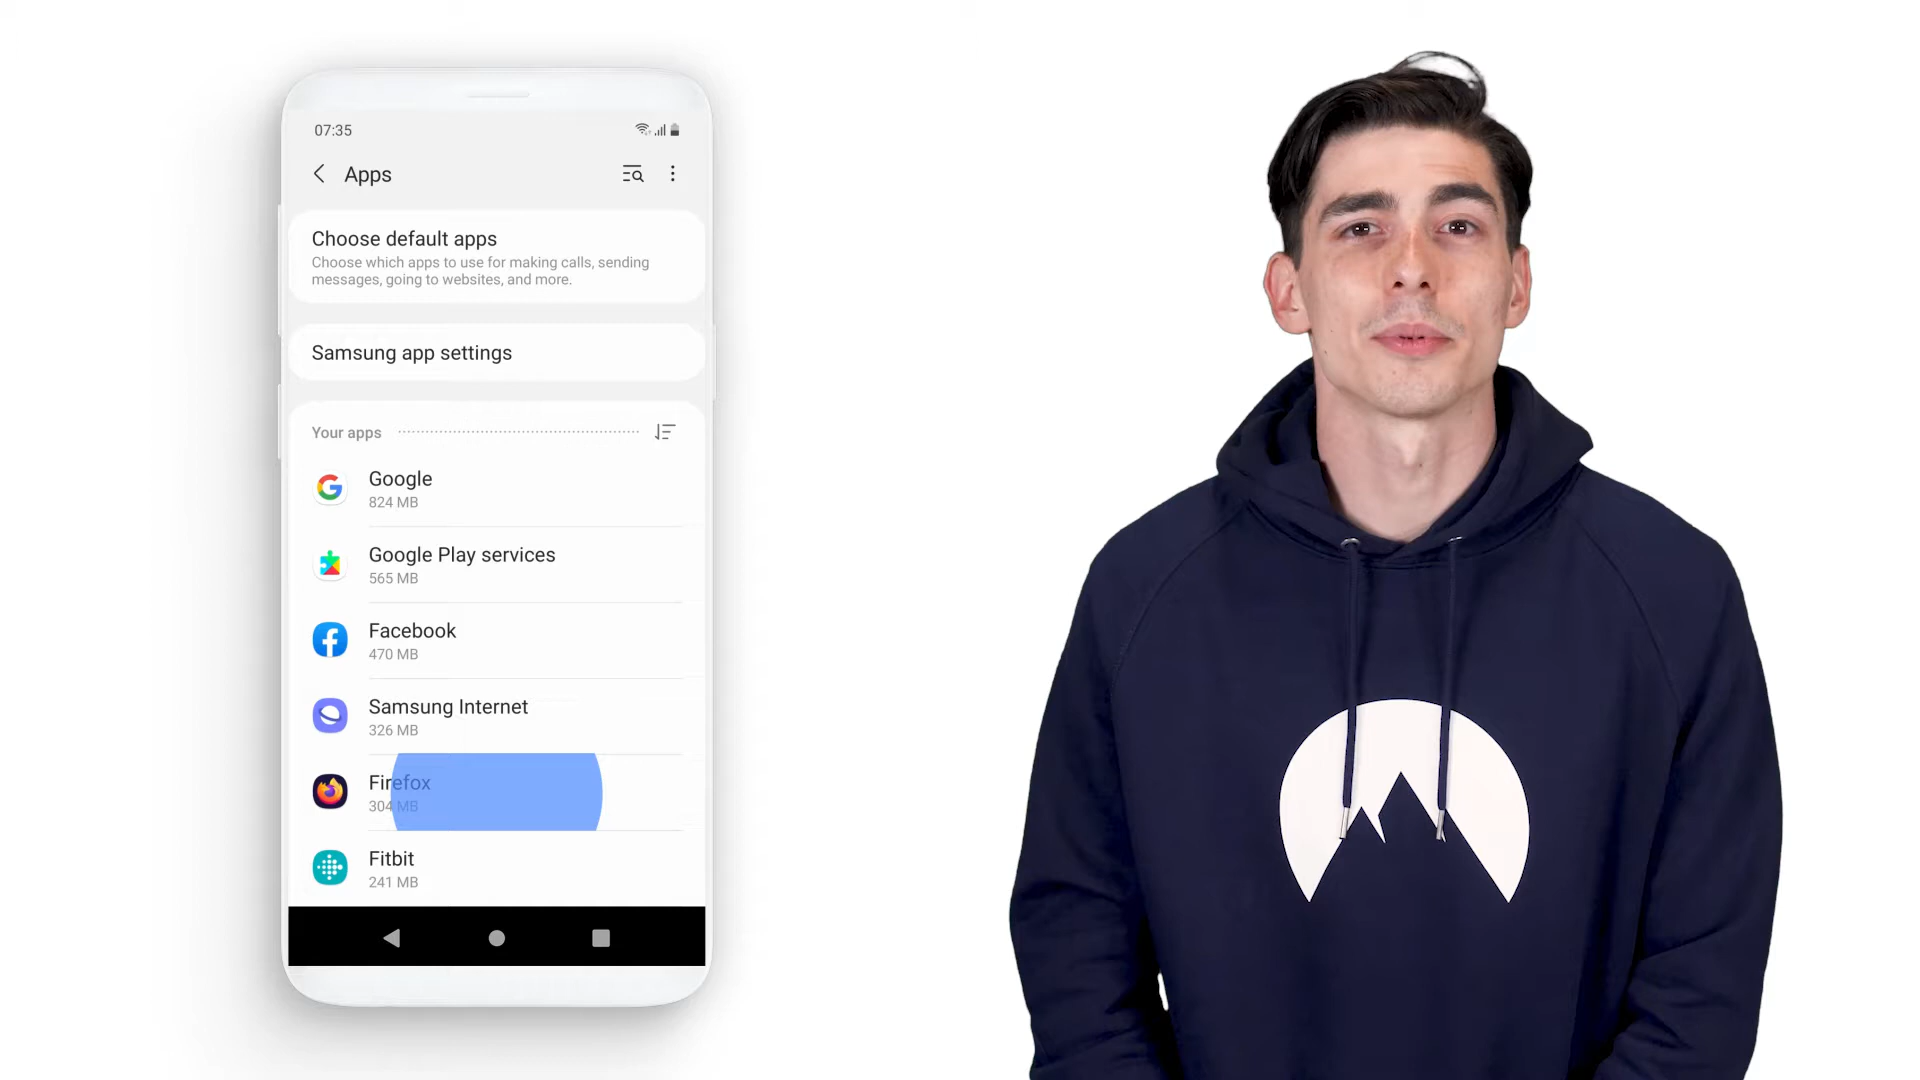 07:35
Apps
Choose default apps
Choose which apps to use for making calls, sending
messages, going to websites, and more.
Samsung app settings
Your apps
Google
824 MB
Google Play services
565 MB
Facebook
470 MB
Samsung Internet
326 MB
Firefox
304 MB
Fitbit
241 MB